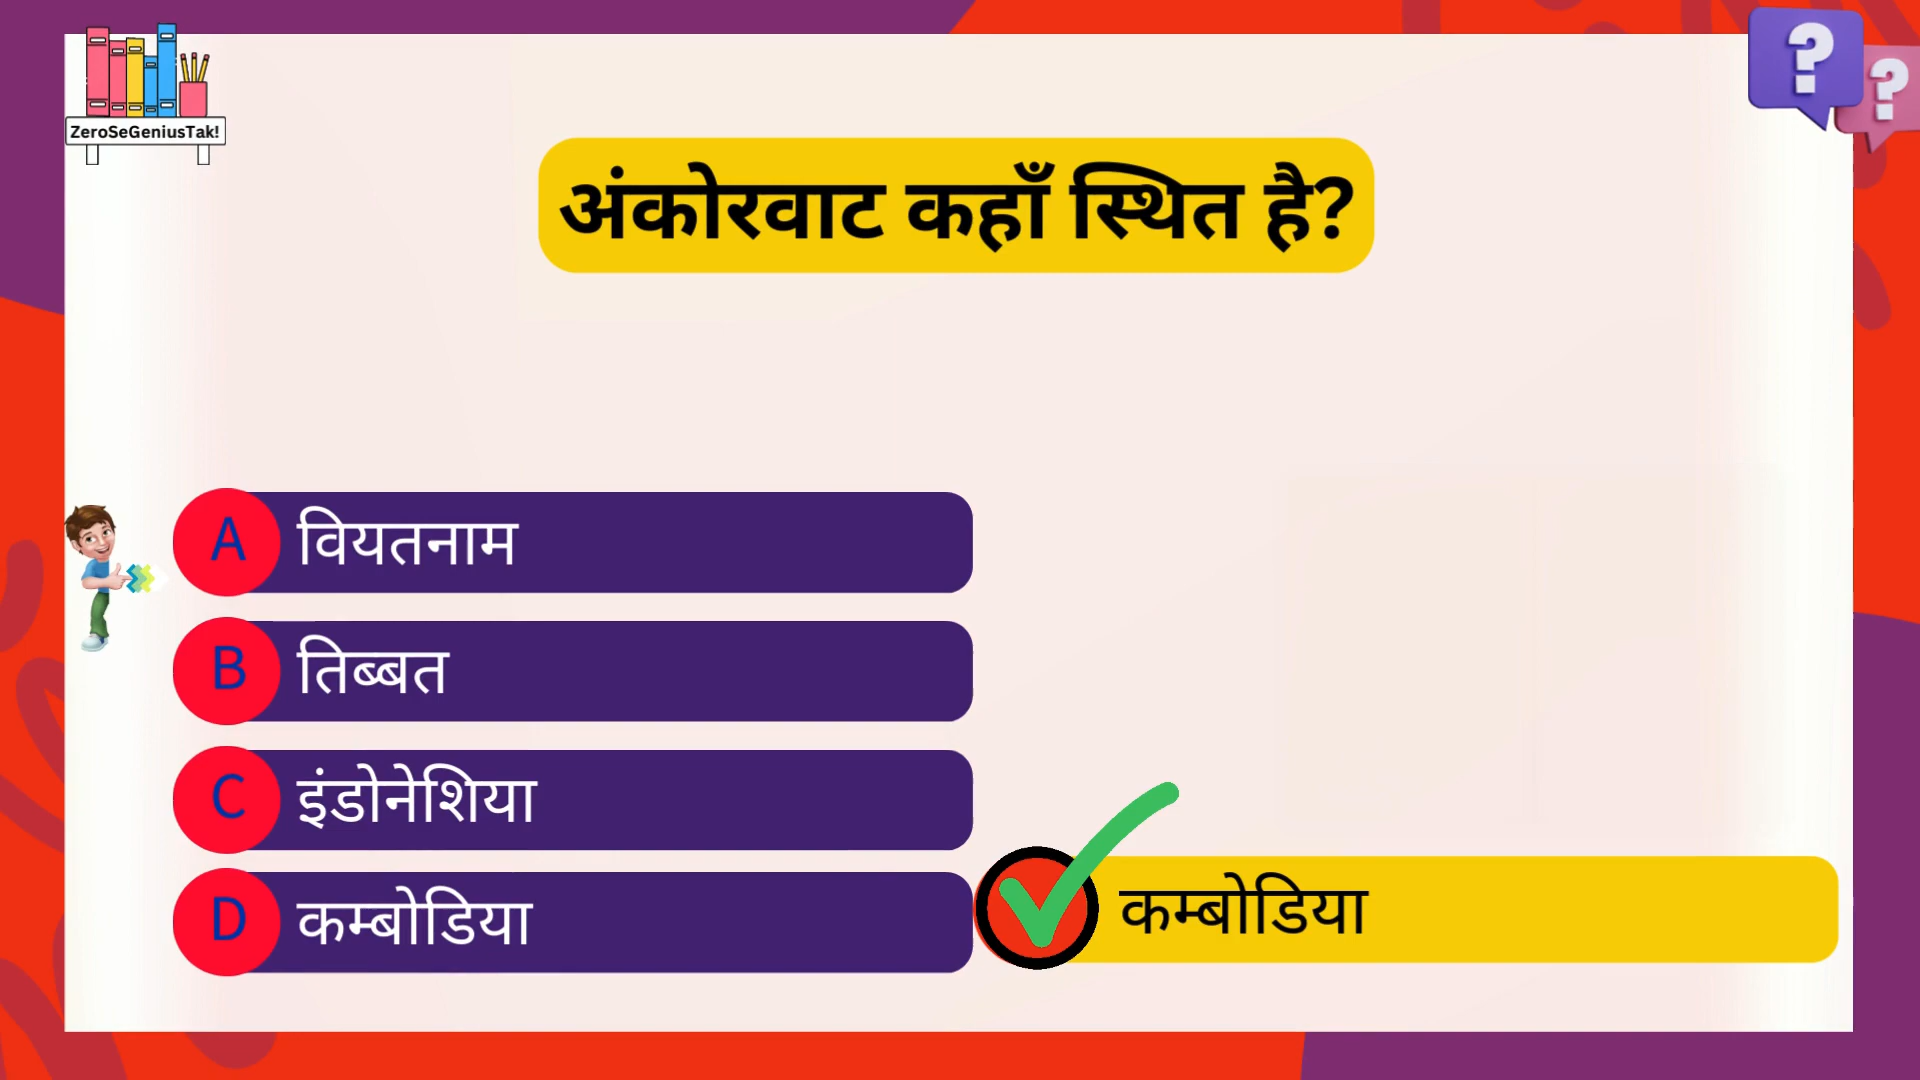 ZeroSeGeniusTak!
? ?
अंकोरवाट कहाँ स्थित है?
A वियतनाम
B तिब्बत
C इंडोनेशिया
D कम्बोडिया
कम्बोडिया